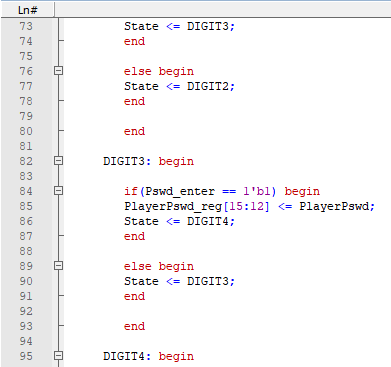 Ln#
73 State <= DIGIT3;
74 end
75
76 else begin
77 State <= DIGIT2;
78 end
79
80 end
81
82 DIGIT3: begin
83
84 if(Pswd_enter == 1'b1) begin
85 PlayerPswd_reg[15:12] <= PlayerPswd;
86 State <= DIGIT4;
87 end
88
89 else begin
90 State <= DIGIT3;
91 end
92
93 end
94
95 DIGIT4: begin